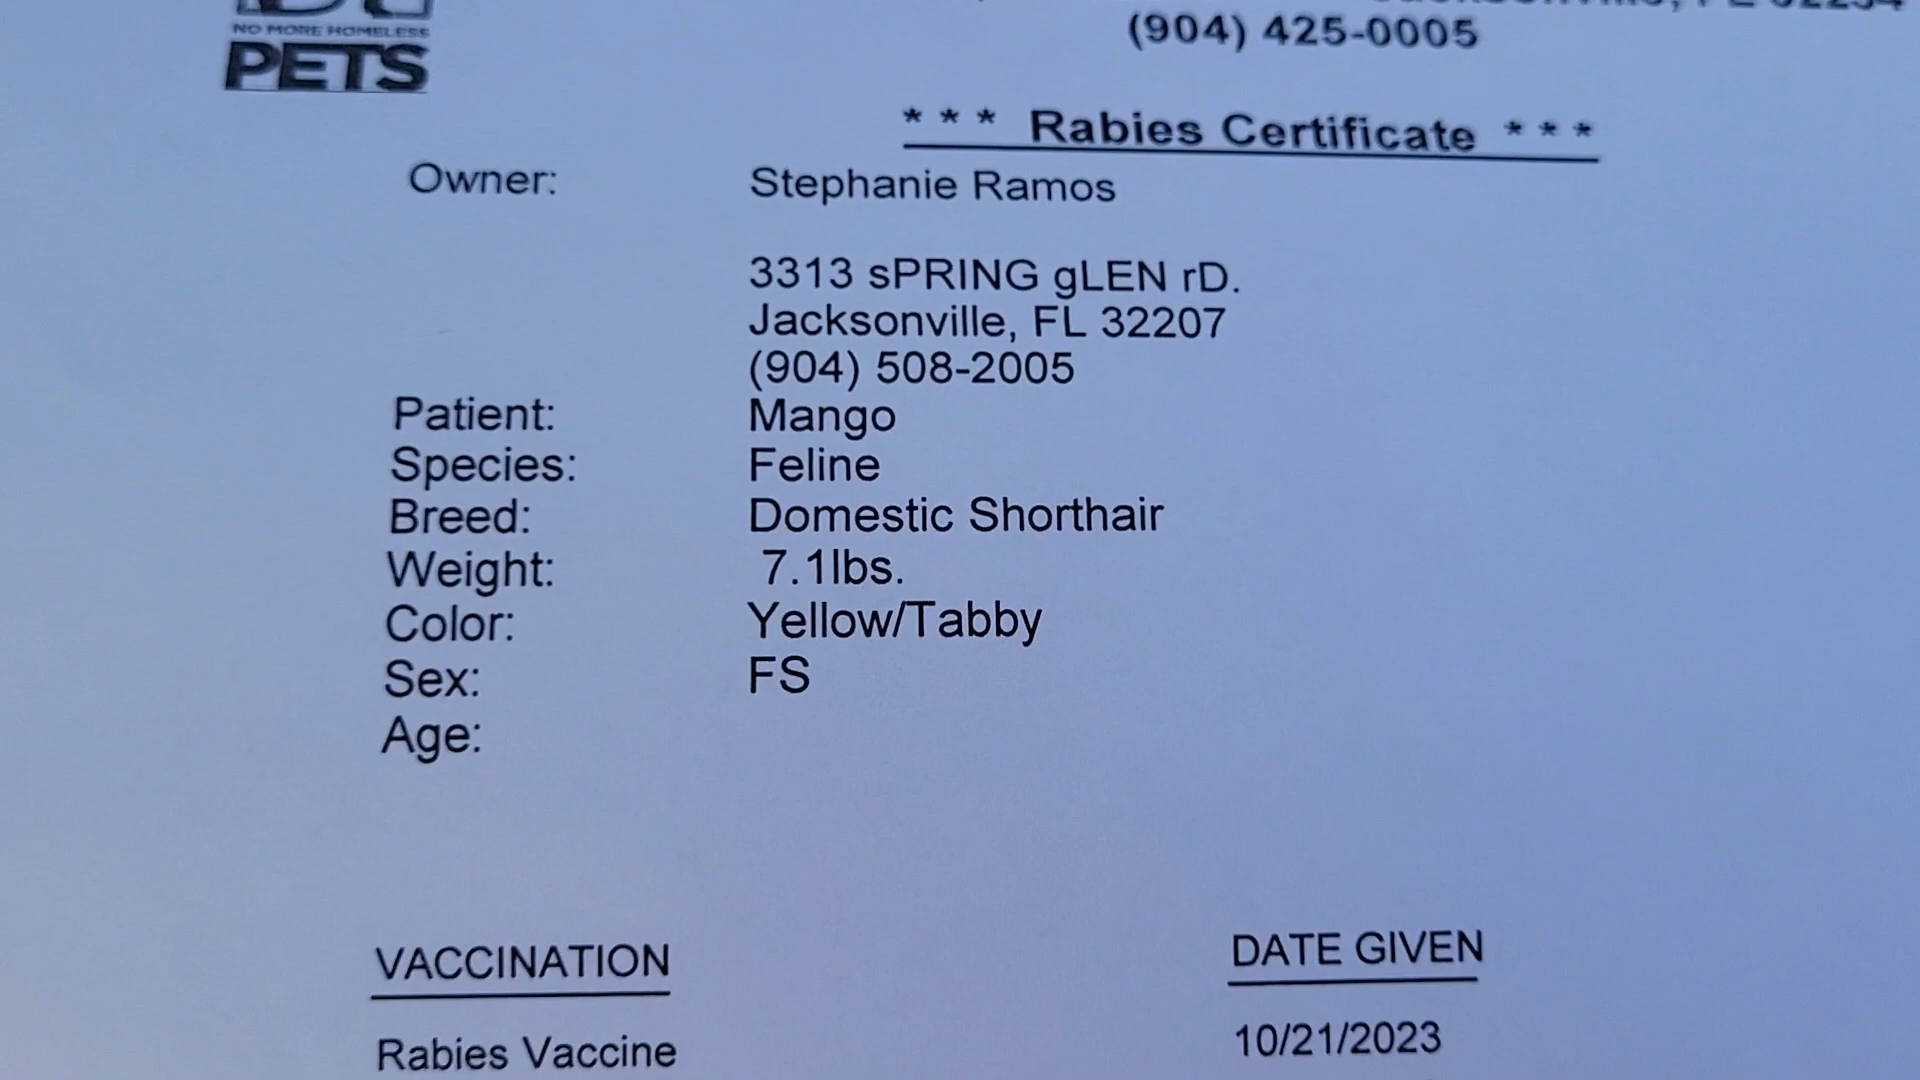 NO MORE HOMELESS
PETS
(904) 425-0005
* * * Rabies Certificate * * *
Owner: Stephanie Ramos
3313 sPRING gLEN rD.
Jacksonville, FL 32207
(904) 508-2005
Patient: Mango
Species: Feline
Breed: Domestic Shorthair
Weight: 7.1lbs.
Color: Yellow/Tabby
Sex: FS
Age:
VACCINATION DATE GIVEN
Rabies Vaccine 10/21/2023